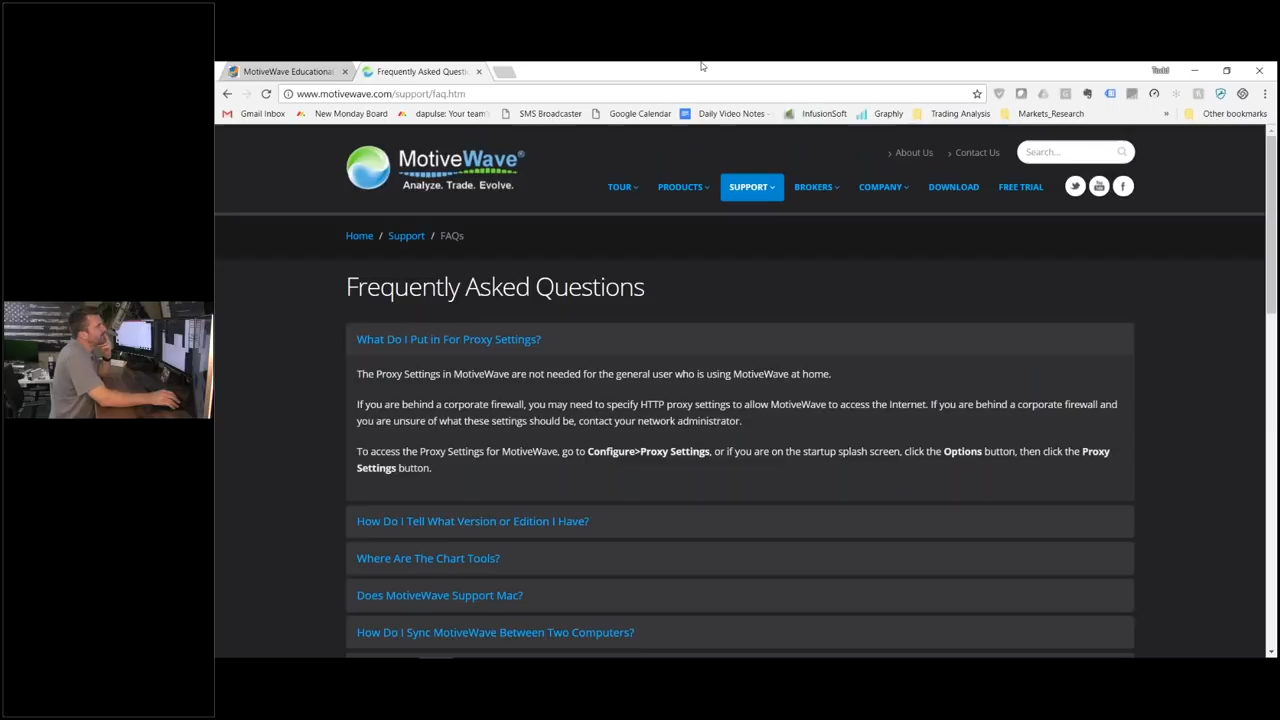 MotiveWave Educational
Frequently Asked Questi
Todd
www.motivewave.com/support/faq.htm
Gmail Inbox
New Monday Board
dapulse: Your team'
SMS Broadcaster
Google Calendar
Daily Video Notes -
InfusionSoft
Graphly
Trading Analysis
Markets_Research
»
Other bookmarks
MotiveWave®
Analyze. Trade. Evolve.
About Us
Contact Us
Search...
TOUR
PRODUCTS
SUPPORT
BROKERS
COMPANY
DOWNLOAD
FREE TRIAL
Home / Support / FAQs
Frequently Asked Questions
What Do I Put in For Proxy Settings?
The Proxy Settings in MotiveWave are not needed for the general user who is using MotiveWave at home.
If you are behind a corporate firewall, you may need to specify HTTP proxy settings to allow MotiveWave to access the Internet. If you are behind a corporate firewall and
you are unsure of what these settings should be, contact your network administrator.
To access the Proxy Settings for MotiveWave, go to Configure>Proxy Settings, or if you are on the startup splash screen, click the Options button, then click the Proxy
Settings button.
How Do I Tell What Version or Edition I Have?
Where Are The Chart Tools?
Does MotiveWave Support Mac?
How Do I Sync MotiveWave Between Two Computers?